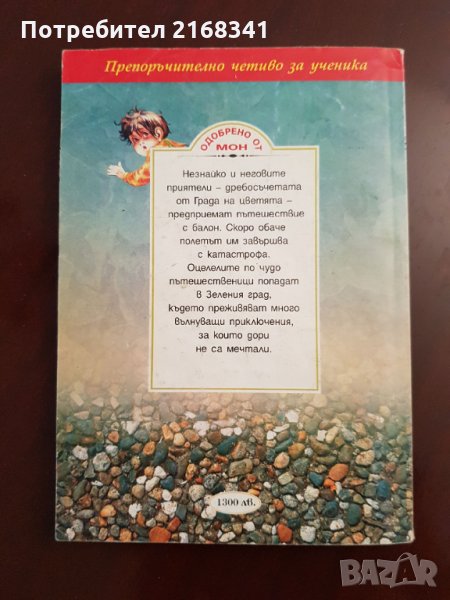 Потребител 2168341
Препоръчително четиво за ученика
ОДОБРЕНО ОТ
МОН
Незнайко и неговите
приятели – дребосъчетата
от Града на цветята –
предприемат пътешествие
с балон. Скоро обаче
полетът им завършва
с катастрофа.
Оцелелите по чудо
пътешественици попадат
в Зеления град,
където преживяват много
вълнуващи приключения,
за които дори
не са мечтали.
1300 лв.
BAZAR